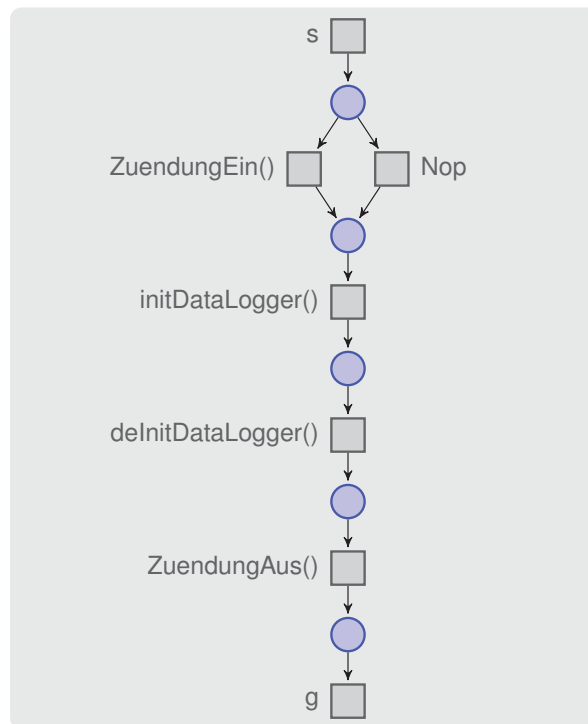 s
ZuendungEin() Nop
initDataLogger()
deInitDataLogger()
ZuendungAus()
g